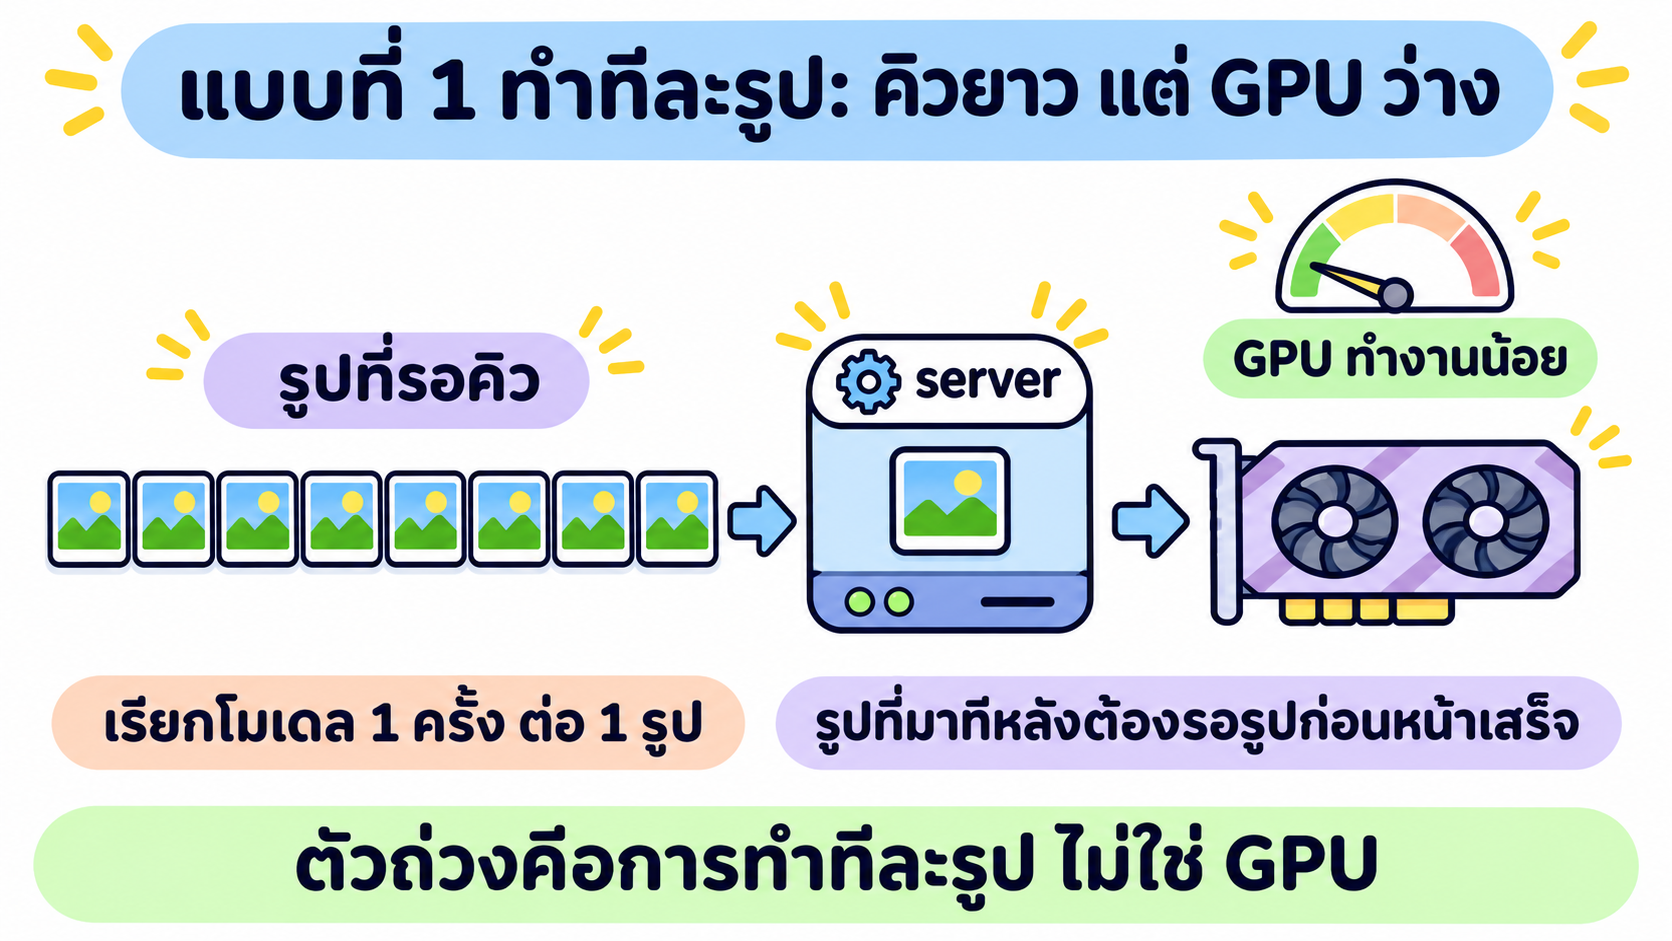 แบบที่ 1 ทำทีละรูป: คิวยาว แต่ GPU ว่าง
GPU ทำงานน้อย
รูปที่รอคิว
server
เรียกโมเดล 1 ครั้ง ต่อ 1 รูป
รูปที่มาทีหลังต้องรอรูปก่อนหน้าเสร็จ
ตัวถ่วงคือการทำทีละรูป ไม่ใช่ GPU